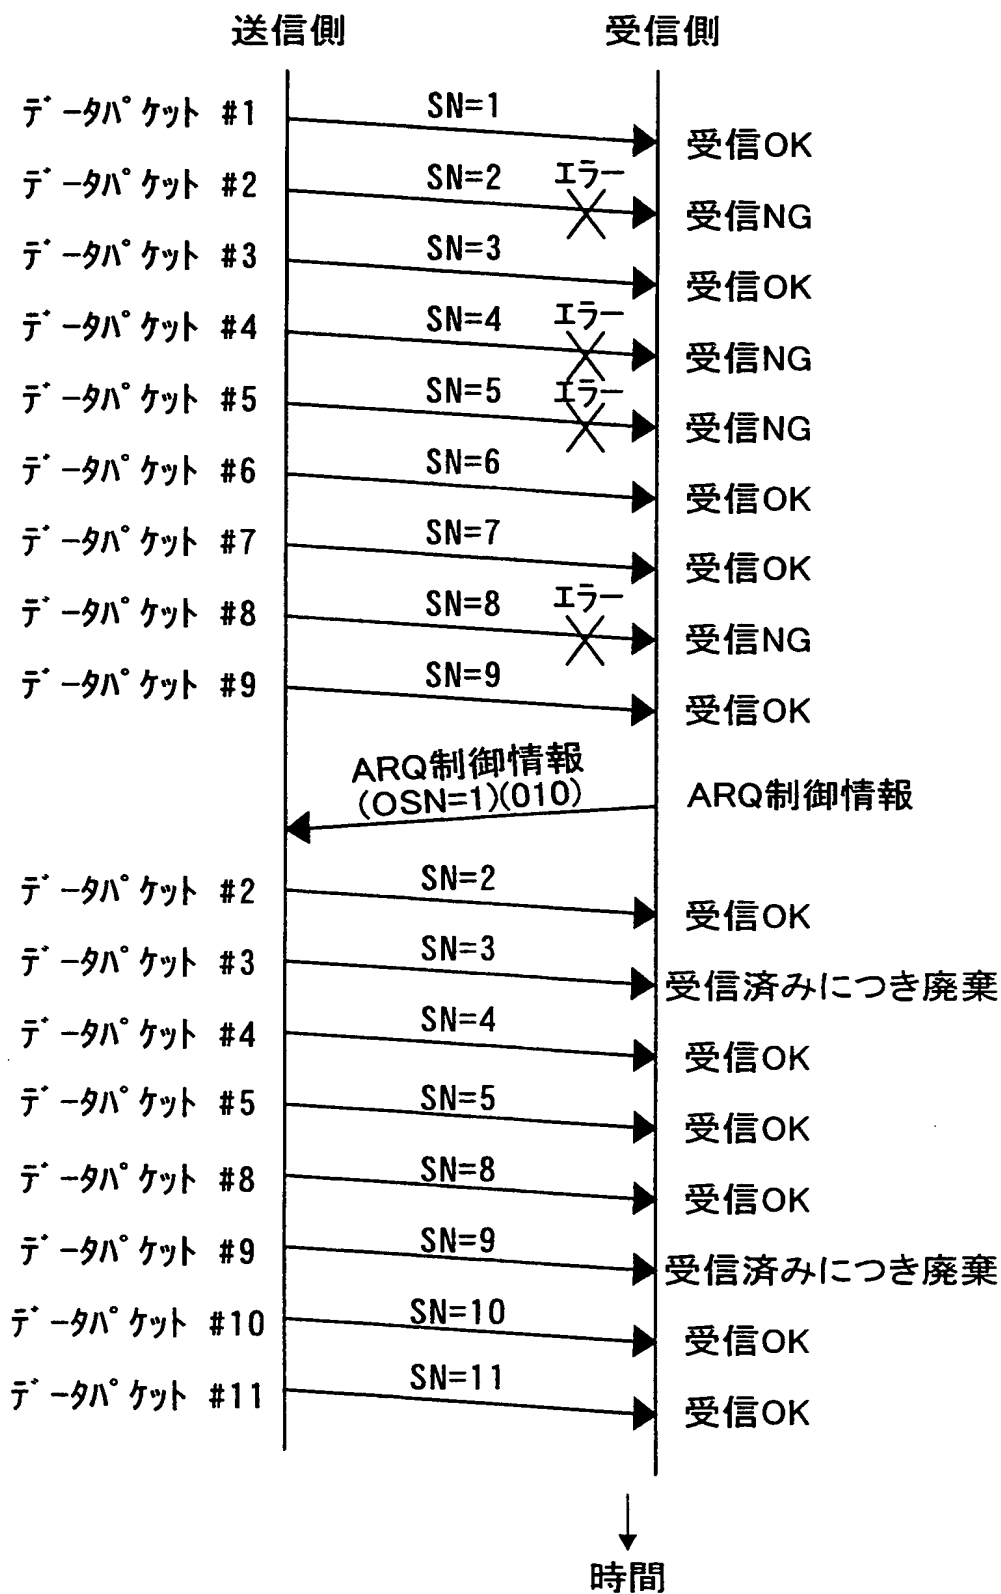 送信側 受信側
ﾃﾞｰﾀﾊﾟｹｯﾄ #1 SN=1 受信OK
ﾃﾞｰﾀﾊﾟｹｯﾄ #2 SN=2 エラー 受信NG
ﾃﾞｰﾀﾊﾟｹｯﾄ #3 SN=3 受信OK
ﾃﾞｰﾀﾊﾟｹｯﾄ #4 SN=4 エラー 受信NG
ﾃﾞｰﾀﾊﾟｹｯﾄ #5 SN=5 エラー 受信NG
ﾃﾞｰﾀﾊﾟｹｯﾄ #6 SN=6 受信OK
ﾃﾞｰﾀﾊﾟｹｯﾄ #7 SN=7 受信OK
ﾃﾞｰﾀﾊﾟｹｯﾄ #8 SN=8 エラー 受信NG
ﾃﾞｰﾀﾊﾟｹｯﾄ #9 SN=9 受信OK
ARQ制御情報
(OSN=1)(010) ARQ制御情報
ﾃﾞｰﾀﾊﾟｹｯﾄ #2 SN=2 受信OK
ﾃﾞｰﾀﾊﾟｹｯﾄ #3 SN=3 受信済みにつき廃棄
ﾃﾞｰﾀﾊﾟｹｯﾄ #4 SN=4 受信OK
ﾃﾞｰﾀﾊﾟｹｯﾄ #5 SN=5 受信OK
ﾃﾞｰﾀﾊﾟｹｯﾄ #8 SN=8 受信OK
ﾃﾞｰﾀﾊﾟｹｯﾄ #9 SN=9 受信済みにつき廃棄
ﾃﾞｰﾀﾊﾟｹｯﾄ #10 SN=10 受信OK
ﾃﾞｰﾀﾊﾟｹｯﾄ #11 SN=11 受信OK
時間